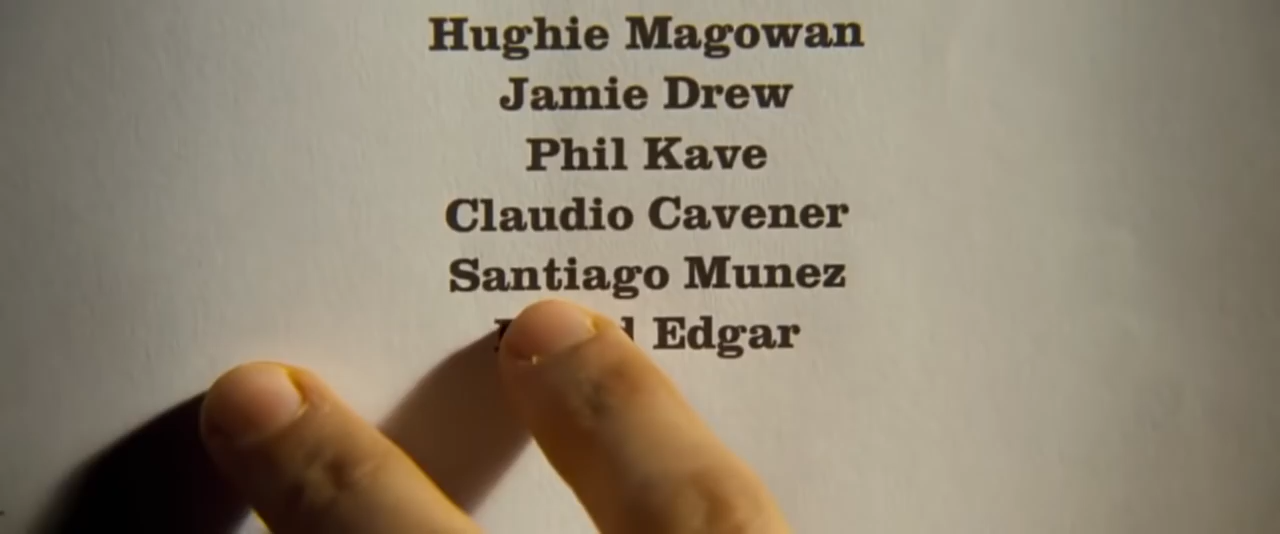 Hughie Magowan
Jamie Drew
Phil Kave
Claudio Cavener
Santiago Munez
Edgar